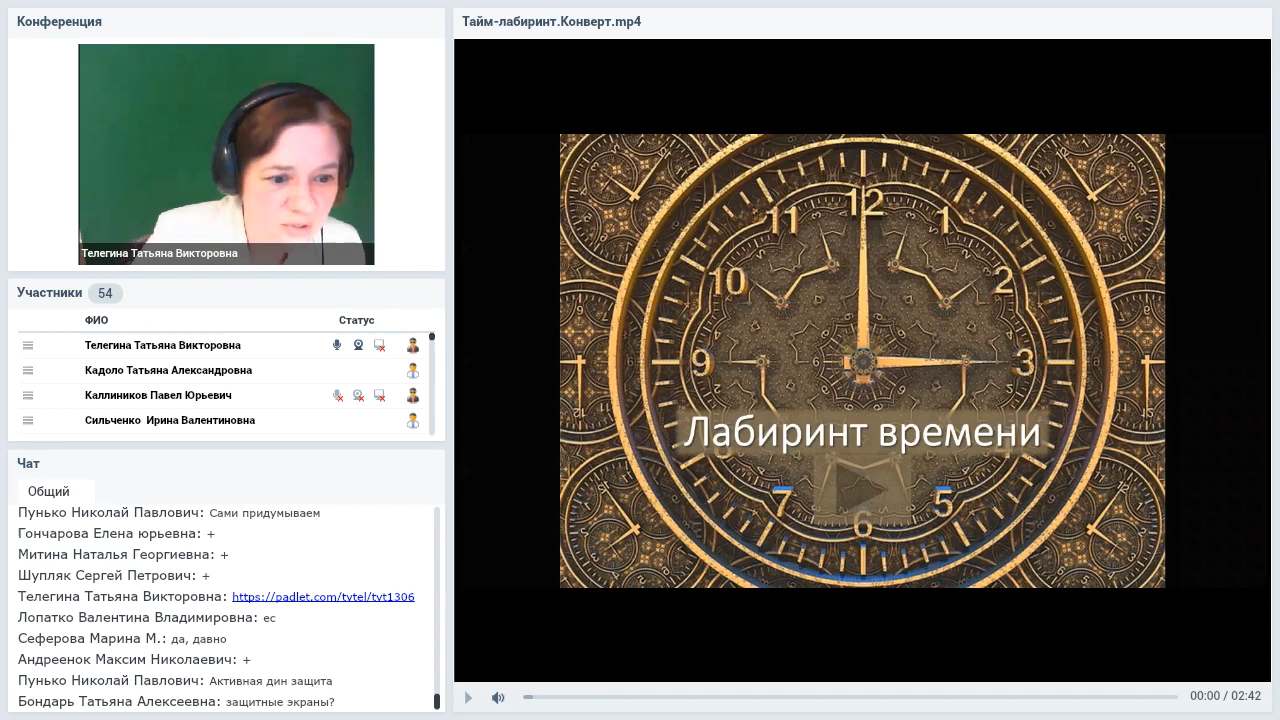 Конференция
Телегина Татьяна Викторовна
Участники 54
ФИО Статус
Телегина Татьяна Викторовна
Кадоло Татьяна Александровна
Каллиников Павел Юрьевич
Сильченко Ирина Валентиновна
Чат
Общий
Пунько Николай Павлович: Сами придумываем
Гончарова Елена юрьевна: +
Митина Наталья Георгиевна: +
Шупляк Сергей Петрович: +
Телегина Татьяна Викторовна: https://padlet.com/tvtel/tvt1306
Лопатко Валентина Владимировна: ес
Сеферова Марина М.: да, давно
Андреенок Максим Николаевич: +
Пунько Николай Павлович: Активная дин защита
Бондарь Татьяна Алексеевна: защитные экраны?
Тайм-лабиринт.Конверт.mp4
12
11 1
10 2
9 3
Лабиринт времени
7 5
6
00:00 / 02:42